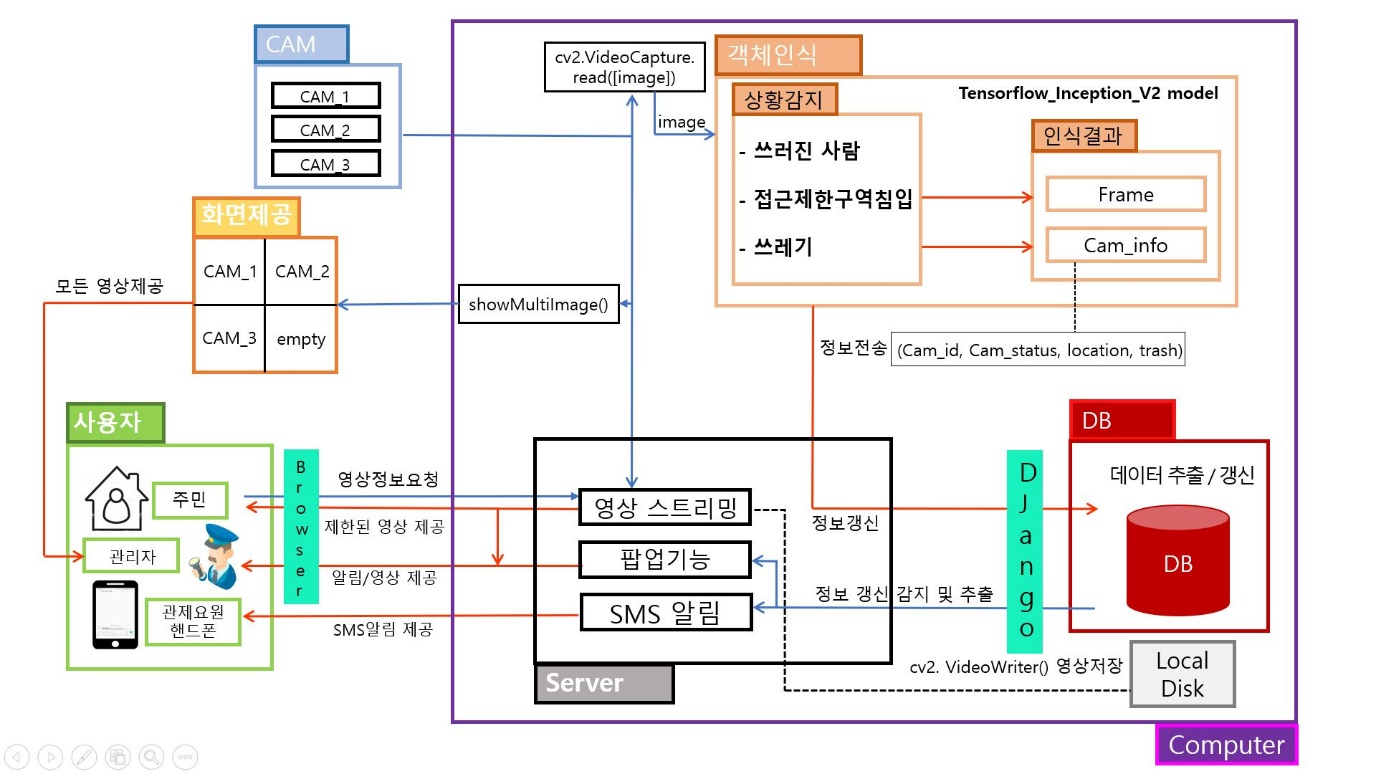 CAM
CAM_1
CAM_2
CAM_3
cv2.VideoCapture.
read([image])
image
객체인식
Tensorflow_Inception_V2 model
상황감지
- 쓰러진 사람
- 접근제한구역침입
- 쓰레기
인식결과
Frame
Cam_info
화면제공
CAM_1
CAM_2
CAM_3
empty
모든 영상제공
showMultiImage()
정보전송
(Cam_id, Cam_status, location, trash)
사용자
주민
관리자
관제요원
핸드폰
Browser
영상정보요청
제한된 영상 제공
알림/영상 제공
SMS알림 제공
영상 스트리밍
팝업기능
SMS 알림
Server
정보갱신
정보 갱신 감지 및 추출
DJango
DB
데이터 추출 / 갱신
DB
cv2. VideoWriter() 영상저장
Local
Disk
Computer